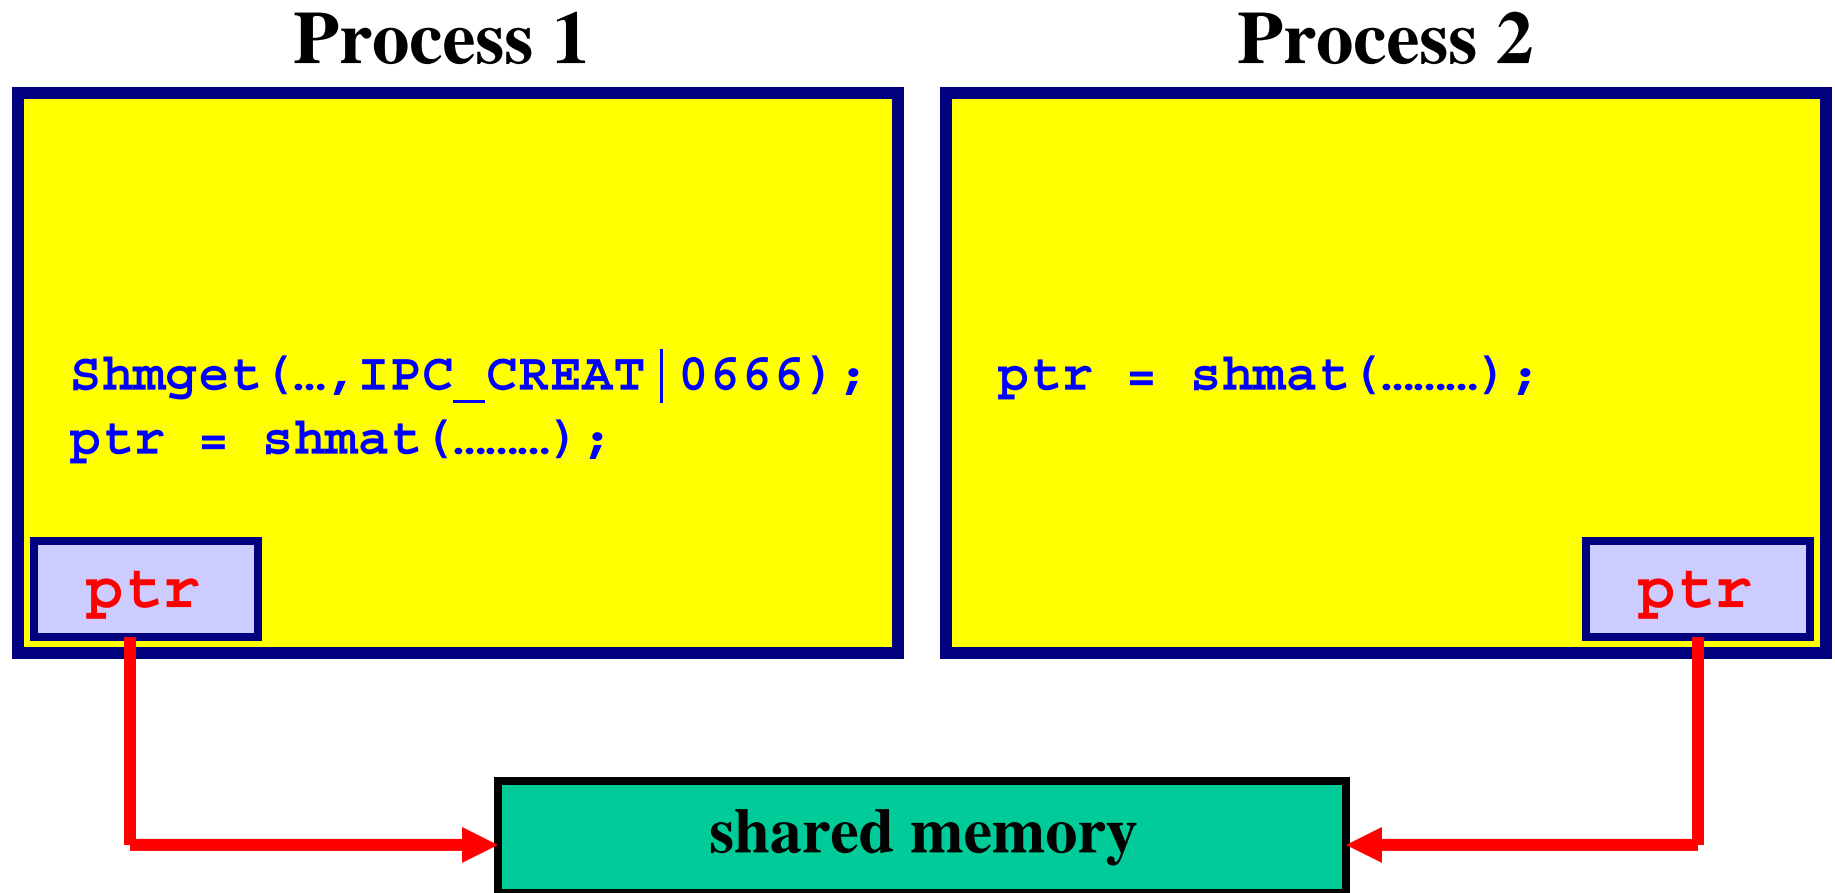 Process 1
Process 2
Shmget(…,IPC_CREAT|0666);
ptr = shmat(………);
ptr = shmat(………);
ptr
ptr
shared memory